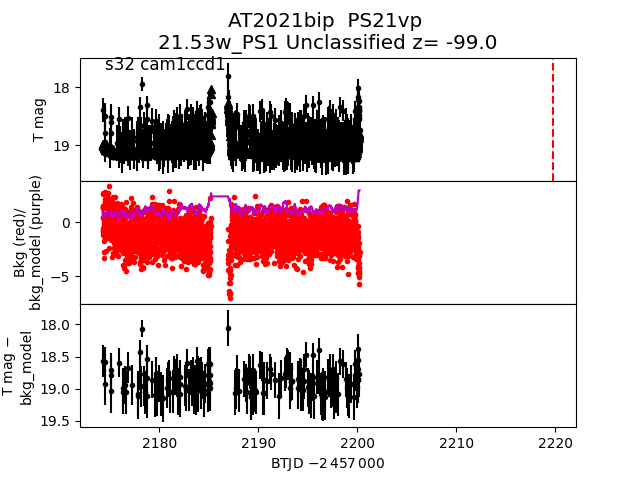 AT2021bip  PS21vp
21.53w_PS1 Unclassified z= -99.0
s32 cam1ccd1
18
19
T mag
0
−5
Bkg (red)/
bkg_model (purple)
18.0
18.5
19.0
19.5
T mag −
bkg_model
2180
2190
2200
2210
2220
BTJD −2 457 000